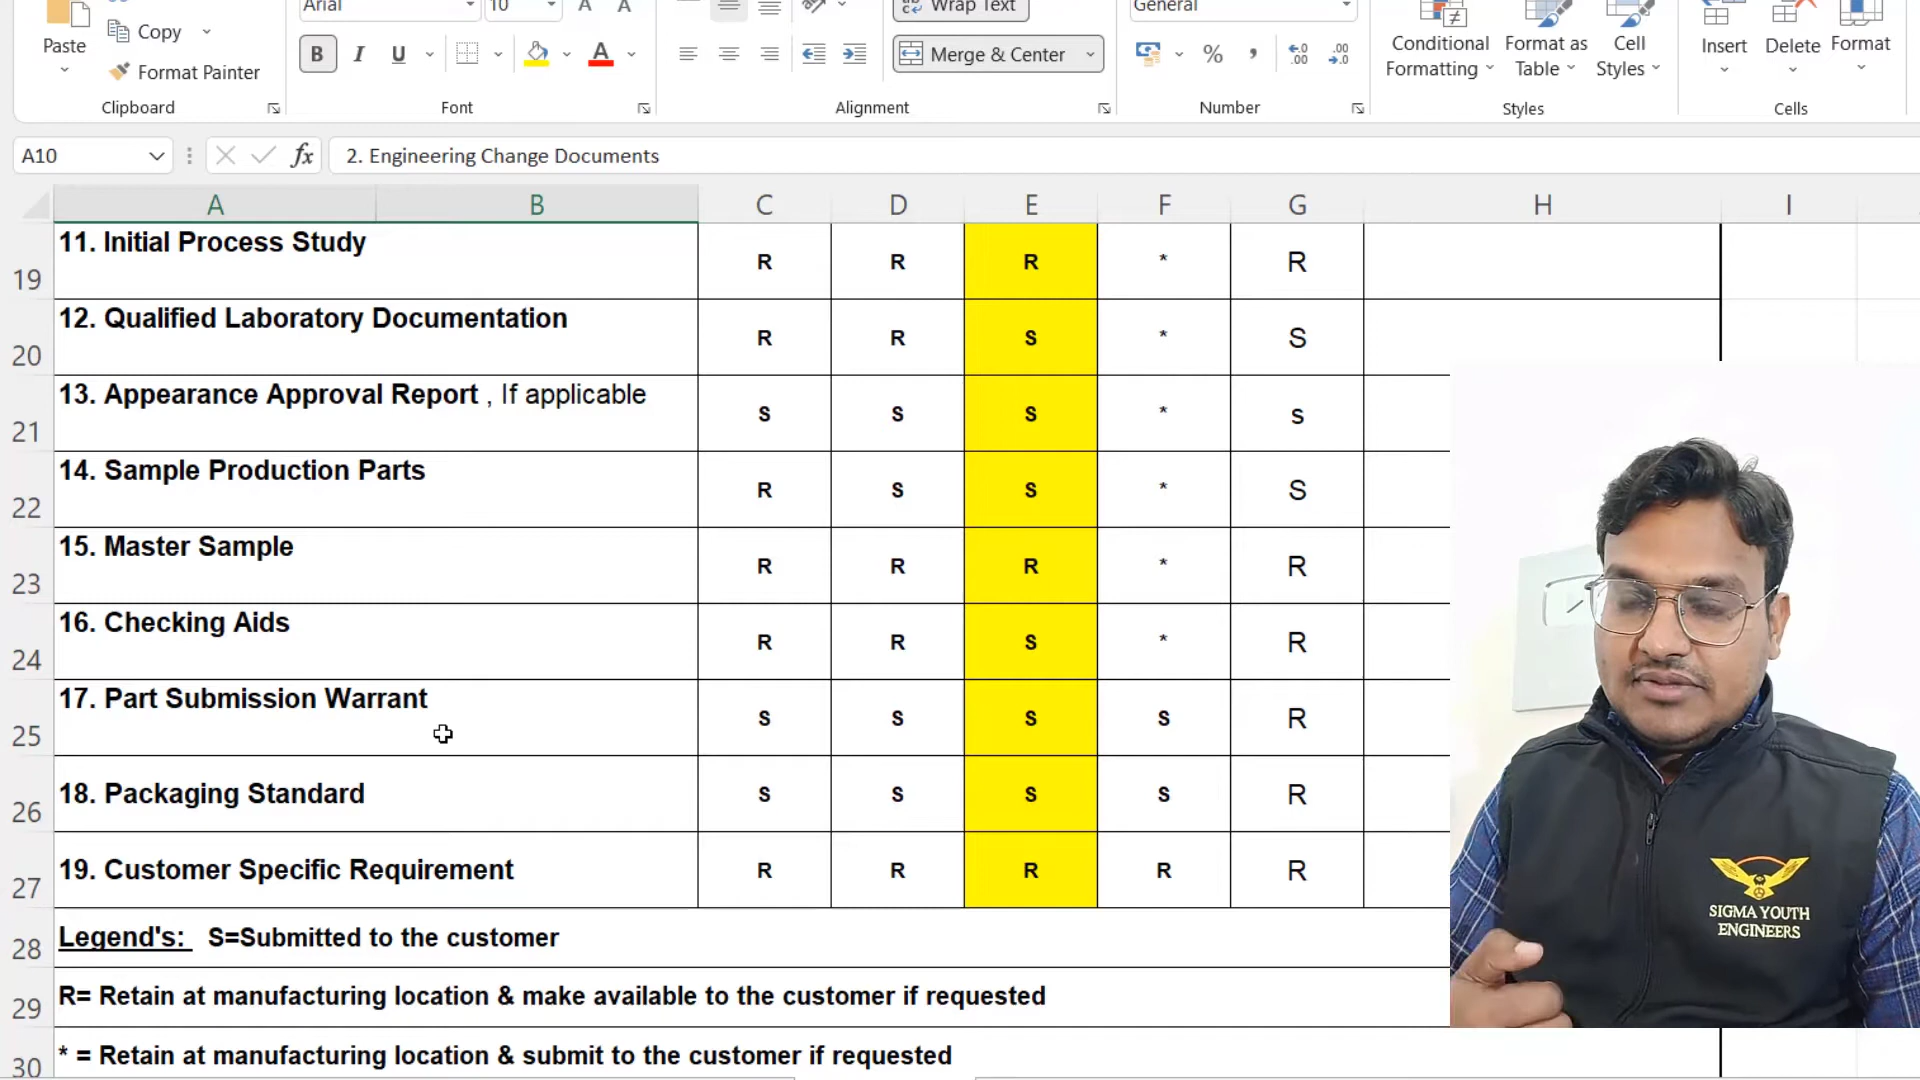 Arial 10 A A Wrap Text General
Paste Copy B I U A Merge & Center % , .00 .00 Conditional Formatting Format as Table Cell Styles Insert Delete Format
Format Painter
Clipboard Font Alignment Number Styles Cells
A10 fx 2. Engineering Change Documents
A B C D E F G H I
19 11. Initial Process Study R R R * R
20 12. Qualified Laboratory Documentation R R S * S
21 13. Appearance Approval Report , If applicable S S S * s
22 14. Sample Production Parts R S S * S
23 15. Master Sample R R R * R
24 16. Checking Aids R R S * R
25 17. Part Submission Warrant S S S S R
26 18. Packaging Standard S S S S R
27 19. Customer Specific Requirement R R R R R
28 Legend's: S=Submitted to the customer
29 R= Retain at manufacturing location & make available to the customer if requested
30 * = Retain at manufacturing location & submit to the customer if requested
SIGMA YOUTH
ENGINEERS